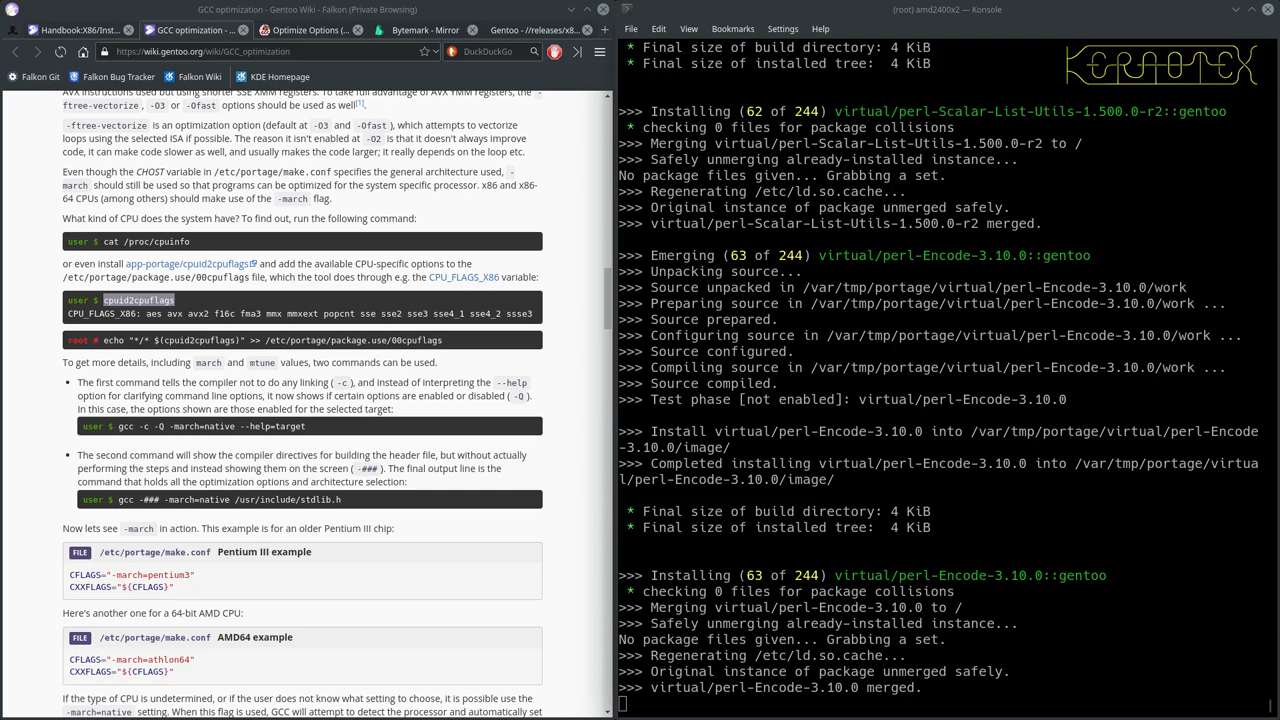 GCC optimization - Gentoo Wiki - Falkon (Private Browsing)
Handbook:X86/Inst
GCC optimization -
Optimize Options (
Bytemark - Mirror
Gentoo - //releases/x8
https://wiki.gentoo.org/wiki/GCC_optimization
DuckDuckGo
Falkon Git
Falkon Bug Tracker
Falkon Wiki
KDE Homepage
AVX instructions used but using shorter SSE XMM registers. To take full advantage of AVX YMM registers, the -
ftree-vectorize, -O3 or -Ofast options should be used as well[1].
-ftree-vectorize is an optimization option (default at -O3 and -Ofast), which attempts to vectorize
loops using the selected ISA if possible. The reason it isn't enabled at -O2 is that it doesn't always improve
code, it can make code slower as well, and usually makes the code larger; it really depends on the loop etc.
Even though the CHOST variable in /etc/portage/make.conf specifies the general architecture used, -
march should still be used so that programs can be optimized for the system specific processor. x86 and x86-
64 CPUs (among others) should make use of the -march flag.
What kind of CPU does the system have? To find out, run the following command:
user $ cat /proc/cpuinfo
or even install app-portage/cpuid2cpuflags and add the available CPU-specific options to the
/etc/portage/package.use/00cpuflags file, which the tool does through e.g. the CPU_FLAGS_X86 variable:
user $ cpuid2cpuflags
CPU_FLAGS_X86: aes avx avx2 f16c fma3 mmx mmxext popcnt sse sse2 sse3 sse4_1 sse4_2 ssse3
root # echo "*/* $(cpuid2cpuflags)" >> /etc/portage/package.use/00cpuflags
To get more details, including march and mtune values, two commands can be used.
• The first command tells the compiler not to do any linking (-c), and instead of interpreting the --help
option for clarifying command line options, it now shows if certain options are enabled or disabled (-Q).
In this case, the options shown are those enabled for the selected target:
user $ gcc -c -Q -march=native --help=target
• The second command will show the compiler directives for building the header file, but without actually
performing the steps and instead showing them on the screen (-###). The final output line is the
command that holds all the optimization options and architecture selection:
user $ gcc -### -march=native /usr/include/stdlib.h
Now lets see -march in action. This example is for an older Pentium III chip:
FILE /etc/portage/make.conf Pentium III example
CFLAGS="-march=pentium3"
CXXFLAGS="${CFLAGS}"
Here's another one for a 64-bit AMD CPU:
FILE /etc/portage/make.conf AMD64 example
CFLAGS="-march=athlon64"
CXXFLAGS="${CFLAGS}"
If the type of CPU is undetermined, or if the user does not know what setting to choose, it is possible use the
-march=native setting. When this flag is used, GCC will attempt to detect the processor and automatically set
(root) amd2400x2 — Konsole
File Edit View Bookmarks Settings Help
KERAOTEX
* Final size of build directory: 4 KiB
* Final size of installed tree: 4 KiB
>>> Installing (62 of 244) virtual/perl-Scalar-List-Utils-1.500.0-r2::gentoo
* checking 0 files for package collisions
>>> Merging virtual/perl-Scalar-List-Utils-1.500.0-r2 to /
>>> Safely unmerging already-installed instance...
No package files given... Grabbing a set.
>>> Regenerating /etc/ld.so.cache...
>>> Original instance of package unmerged safely.
>>> virtual/perl-Scalar-List-Utils-1.500.0-r2 merged.
>>> Emerging (63 of 244) virtual/perl-Encode-3.10.0::gentoo
>>> Unpacking source...
>>> Source unpacked in /var/tmp/portage/virtual/perl-Encode-3.10.0/work
>>> Preparing source in /var/tmp/portage/virtual/perl-Encode-3.10.0/work ...
>>> Source prepared.
>>> Configuring source in /var/tmp/portage/virtual/perl-Encode-3.10.0/work ...
>>> Source configured.
>>> Compiling source in /var/tmp/portage/virtual/perl-Encode-3.10.0/work ...
>>> Source compiled.
>>> Test phase [not enabled]: virtual/perl-Encode-3.10.0
>>> Install virtual/perl-Encode-3.10.0 into /var/tmp/portage/virtual/perl-Encode
-3.10.0/image/
>>> Completed installing virtual/perl-Encode-3.10.0 into /var/tmp/portage/virtua
l/perl-Encode-3.10.0/image/
* Final size of build directory: 4 KiB
* Final size of installed tree: 4 KiB
>>> Installing (63 of 244) virtual/perl-Encode-3.10.0::gentoo
* checking 0 files for package collisions
>>> Merging virtual/perl-Encode-3.10.0 to /
>>> Safely unmerging already-installed instance...
No package files given... Grabbing a set.
>>> Regenerating /etc/ld.so.cache...
>>> Original instance of package unmerged safely.
>>> virtual/perl-Encode-3.10.0 merged.